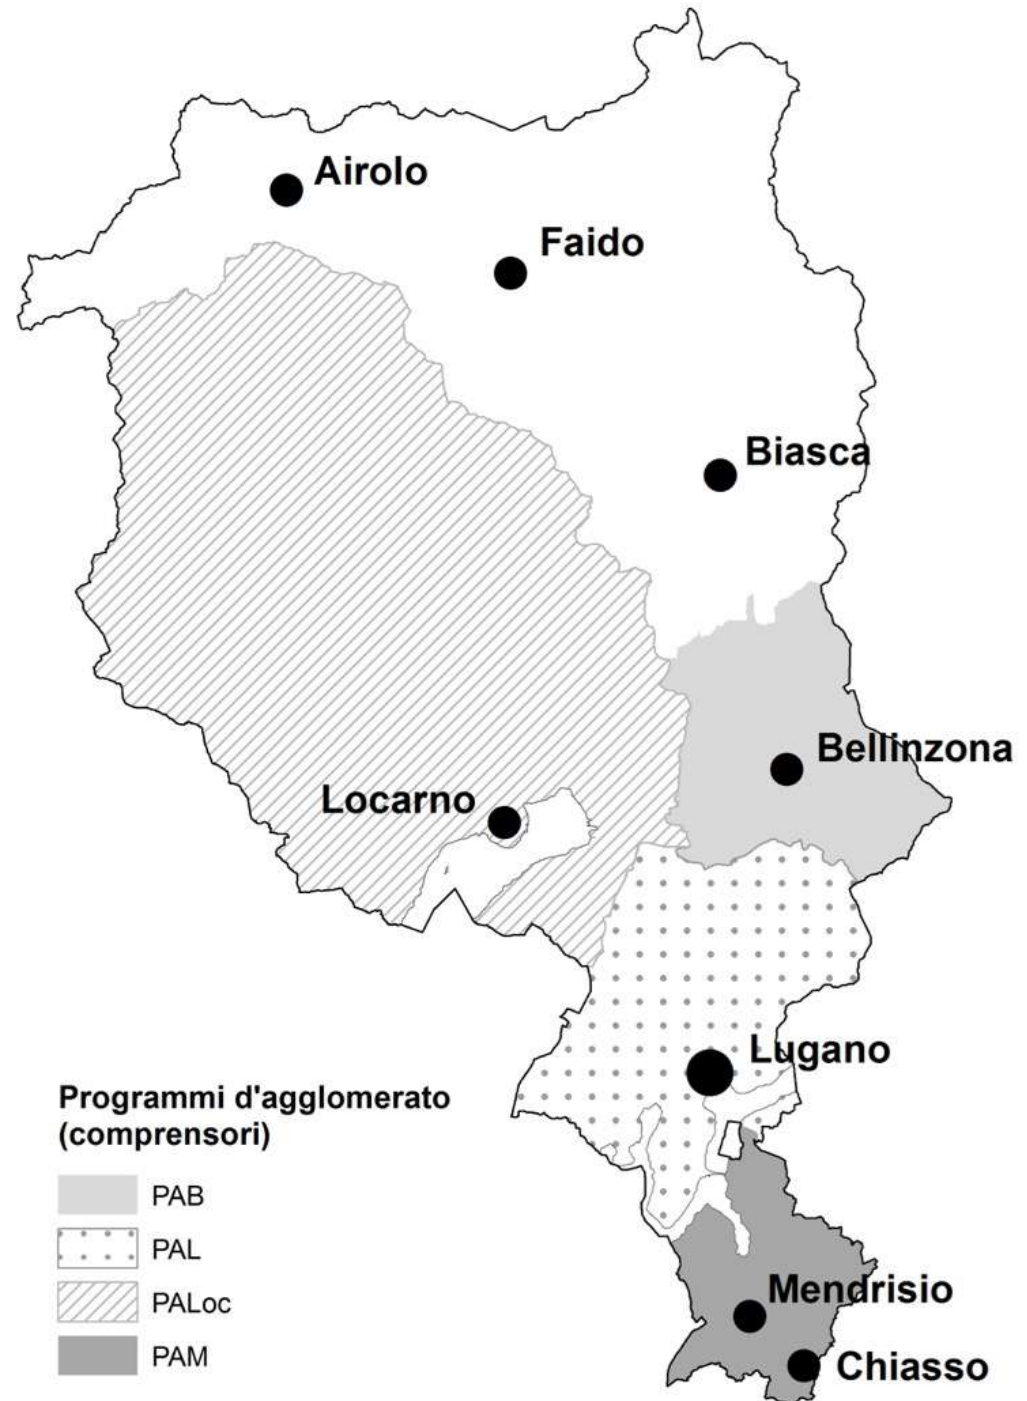 Airolo
Faido
Biasca
Bellinzona
Locarno
Lugano
Programmi d'agglomerato
(comprensori)
PAB
PAL
PALoc
PAM
Mendrisio
Chiasso